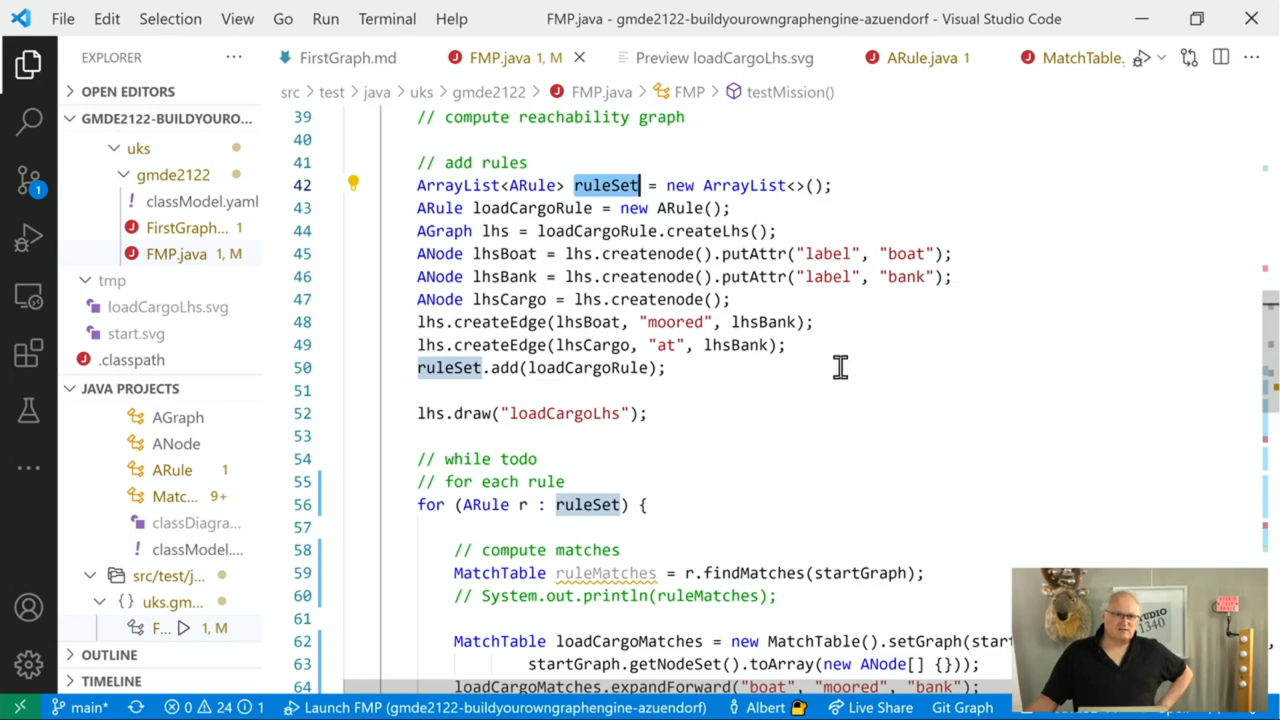 File Edit Selection View Go Run Terminal Help FMP.java - gmde2122-buildyourowngraphengine-azuendorf - Visual Studio Code
EXPLORER ···
FirstGraph.md FMP.java 1, M Preview loadCargoLhs.svg ARule.java 1 MatchTable.
OPEN EDITORS
GMDE2122-BUILDYOURO...
uks
gmde2122
! classModel.yaml
FirstGraph... 1
FMP.java 1, M
tmp
loadCargoLhs.svg
start.svg
.classpath
JAVA PROJECTS
AGraph
ANode
ARule 1
Matc... 9+
classDiagra...
! classModel....
src/test/j...
{} uks.gm...
F... 1, M
OUTLINE
TIMELINE
src > test > java > uks > gmde2122 > FMP.java > FMP > testMission()
39 // compute reachability graph
40
41 // add rules
42 ArrayList<ARule> ruleSet = new ArrayList<>();
43 ARule loadCargoRule = new ARule();
44 AGraph lhs = loadCargoRule.createLhs();
45 ANode lhsBoat = lhs.createnode().putAttr("label", "boat");
46 ANode lhsBank = lhs.createnode().putAttr("label", "bank");
47 ANode lhsCargo = lhs.createnode();
48 lhs.createEdge(lhsBoat, "moored", lhsBank);
49 lhs.createEdge(lhsCargo, "at", lhsBank);
50 ruleSet.add(loadCargoRule);
51
52 lhs.draw("loadCargoLhs");
53
54 // while todo
55 // for each rule
56 for (ARule r : ruleSet) {
57
58 // compute matches
59 MatchTable ruleMatches = r.findMatches(startGraph);
60 // System.out.println(ruleMatches);
61
62 MatchTable loadCargoMatches = new MatchTable().setGraph(star
63 startGraph.getNodeSet().toArray(new ANode[] {}));
64 loadCargoMatches.expandForward("boat", "moored", "bank");
STUDIO
1340
1
main* 0 24 1 Launch FMP (gmde2122-buildyourowngraphengine-azuendorf) Albert Live Share Git Graph